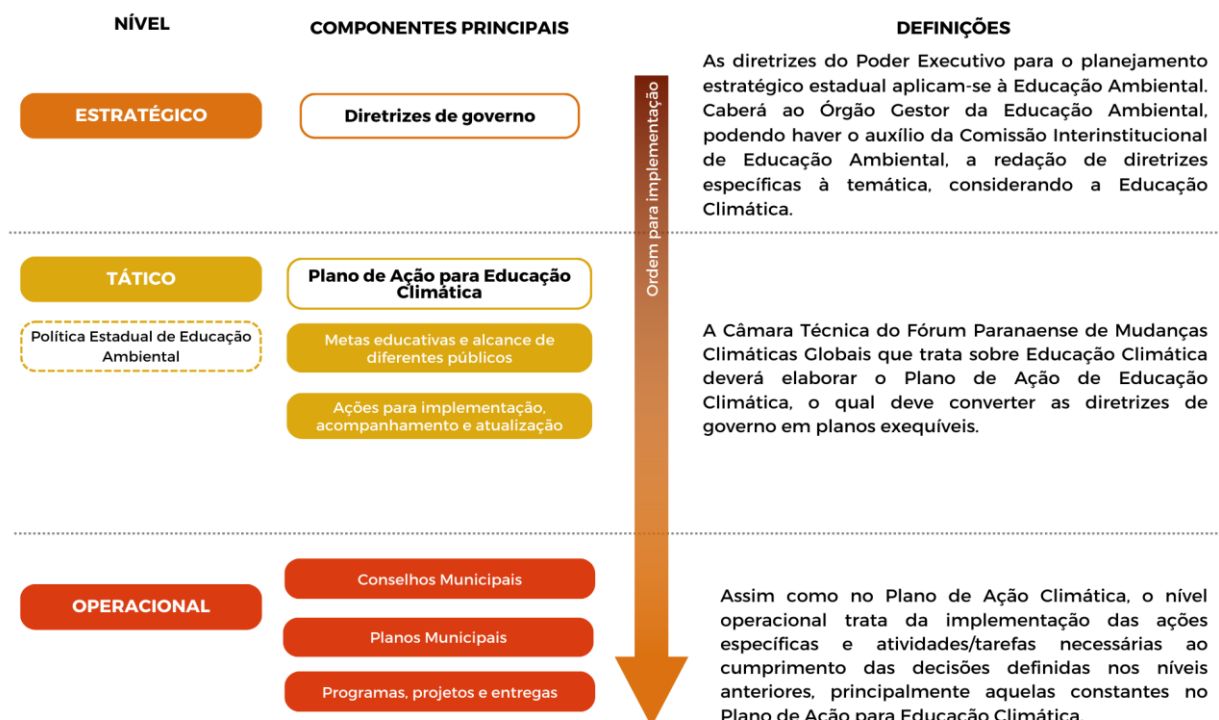 NÍVEL
COMPONENTES PRINCIPAIS
DEFINIÇÕES
ESTRATÉGICO
Diretrizes de governo
As diretrizes do Poder Executivo para o planejamento
estratégico estadual aplicam-se à Educação Ambiental.
Caberá ao Órgão Gestor da Educação Ambiental,
podendo haver o auxílio da Comissão Interinstitucional
de Educação Ambiental, a redação de diretrizes
específicas à temática, considerando a Educação
Climática.
Ordem para implementação
TÁTICO
Política Estadual de Educação
Ambiental
Plano de Ação para Educação
Climática
Metas educativas e alcance de
diferentes públicos
Ações para implementação,
acompanhamento e atualização
A Câmara Técnica do Fórum Paranaense de Mudanças
Climáticas Globais que trata sobre Educação Climática
deverá elaborar o Plano de Ação de Educação
Climática, o qual deve converter as diretrizes de
governo em planos exequíveis.
OPERACIONAL
Conselhos Municipais
Planos Municipais
Programas, projetos e entregas
Assim como no Plano de Ação Climática, o nível
operacional trata da implementação das ações
específicas e atividades/tarefas necessárias ao
cumprimento das decisões definidas nos níveis
anteriores, principalmente aquelas constantes no
Plano de Ação para Educação Climática.